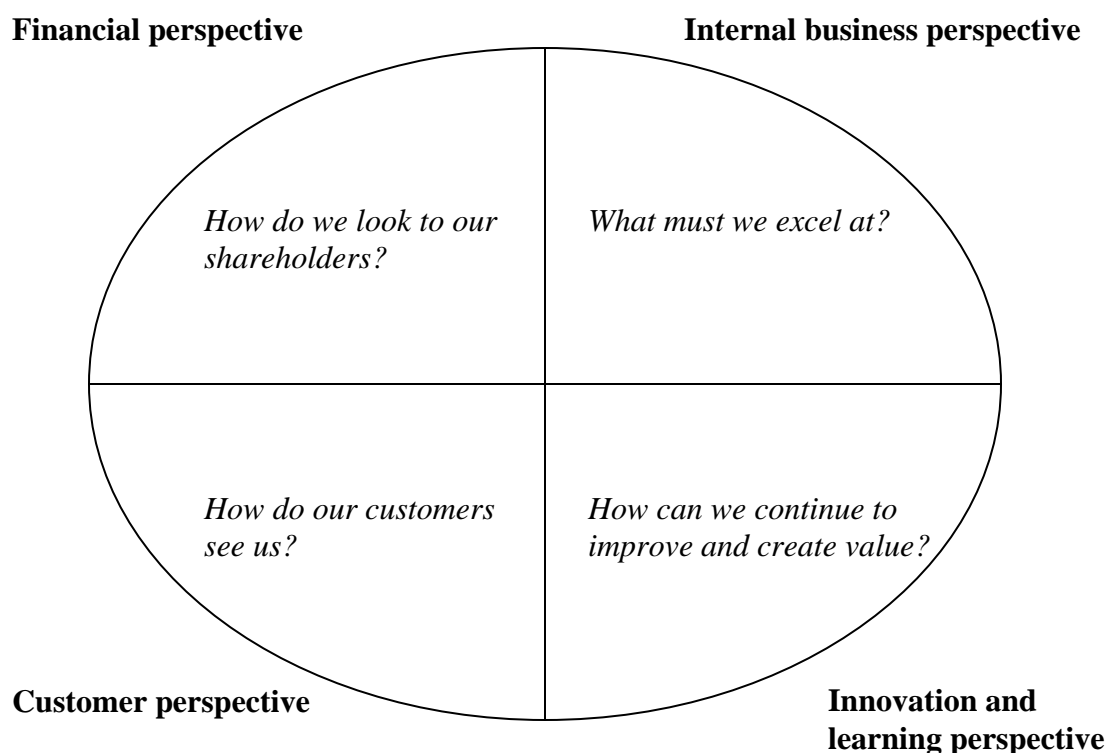 Financial perspective
Internal business perspective
How do we look to our
shareholders?
What must we excel at?
How do our customers
see us?
How can we continue to
improve and create value?
Customer perspective
Innovation and
learning perspective